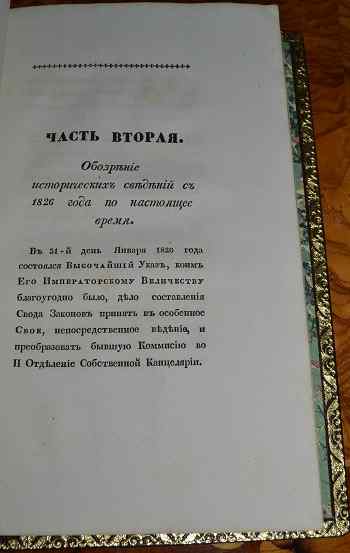 ЧАСТЬ ВТОРАЯ.
Обозрѣніе
историческихъ свѣдѣній съ
1826 года по настоящее
время.
Въ 31-й день Января 1826 года
состоялся Высочайшій Указъ, коимъ
Его Императорскому Величеству
благоугодно было, дѣло составленія
Свода Законовъ принять въ особенное
Свое, непосредственное вѣденіе, и
преобразовать бывшую Коммисію во
II Отдѣленіе Собственной Канцеляріи.